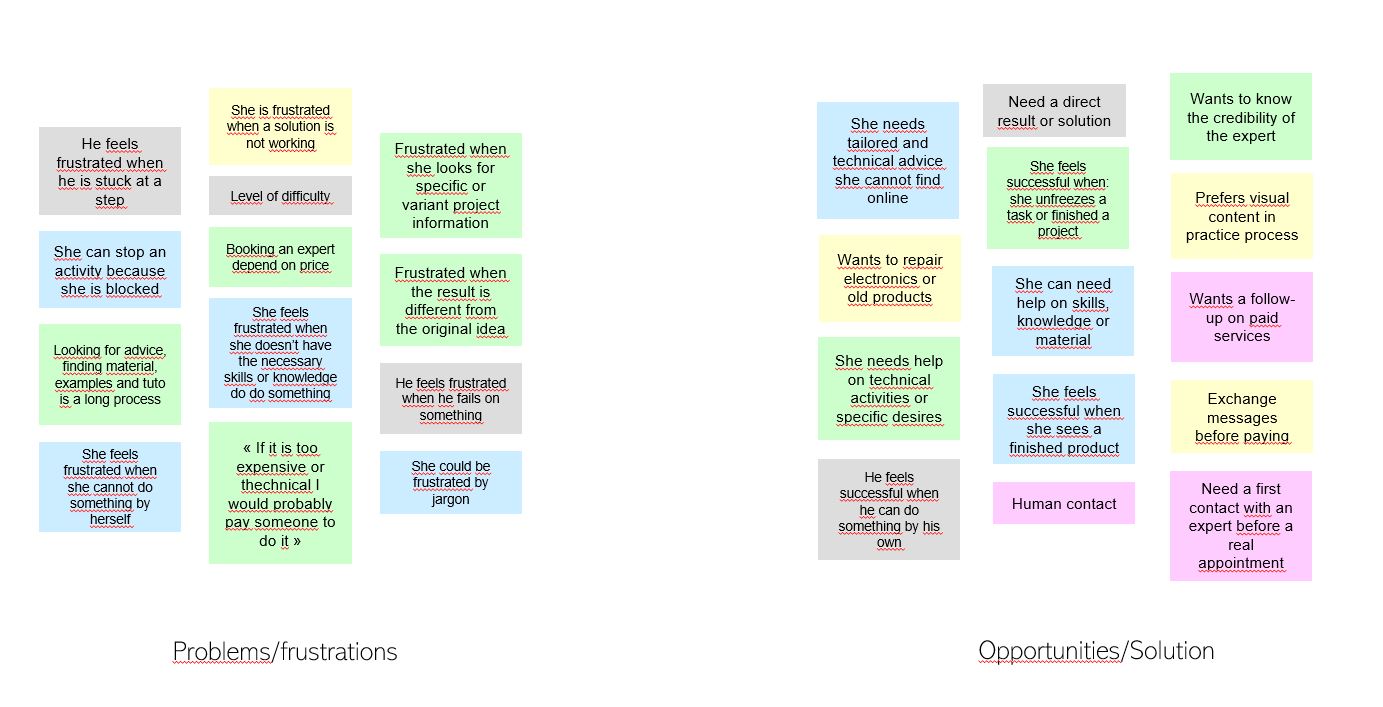 He feels
frustrated when
he is stuck at a
step
She can stop an
activity because
she is blocked
Looking for advice,
finding material,
examples and tuto
is a long process
She feels
frustrated when
she cannot do
something by
herself
She is frustrated
when a solution is
not working
Level of difficulty
Booking an expert
depend on price
She feels
frustrated when
she doesn't have
the necessary
skills or knowledge
do do something
« If it is too
expensive or
thechnical I
would probably
pay someone to
do it »
Frustrated when
she looks for
specific or
variant project
information
Frustrated when
the result is
different from
the original idea
He feels frustrated
when he fails on
something
She could be
frustrated by
jargon
Problems/frustrations
She needs
tailored and
technical advice
she cannot find
online
Wants to repair
electronics or
old products
She needs help
on technical
activities or
specific desires
He feels
successful when
he can do
something by his
own
Need a direct
result or solution
She feels
successful when:
she unfreezes a
task or finished a
project
She can need
help on skills,
knowledge or
material
She feels
successful when
she sees a
finished product
Human contact
Wants to know
the credibility of
the expert
Prefers visual
content in
practice process
Wants a follow-
up on paid
services
Exchange
messages
before paying
Need a first
contact with an
expert before a
real
appointment
Opportunities/Solution